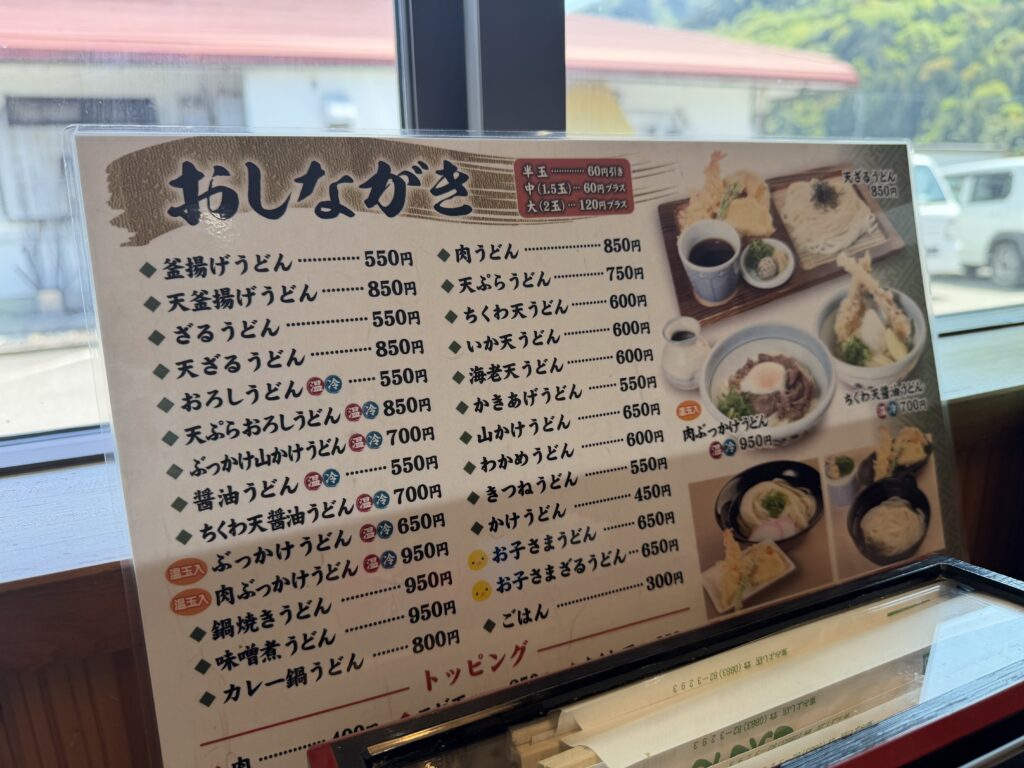 おしながき
半玉 ………… 60円引き
中(1.5玉) … 60円プラス
大(2玉) … 120円プラス
◆釜揚げうどん ………… 550円
◆天釜揚げうどん ……… 850円
◆ざるうどん …………… 550円
◆天ざるうどん ………… 850円
◆おろしうどん 温 冷 …… 550円
◆天ぷらおろしうどん 温 冷 850円
◆ぶっかけ山かけうどん 温 冷 700円
◆醤油うどん 温 冷 ……… 550円
◆ちくわ天醤油うどん 温 冷 700円
温玉入 ぶっかけうどん 温 冷 650円
温玉入 肉ぶっかけうどん 温 冷 950円
◆鍋焼きうどん ………… 950円
◆味噌煮うどん ………… 950円
◆カレー鍋うどん ……… 800円
◆肉うどん ……………… 850円
◆天ぷらうどん ………… 750円
◆ちくわ天うどん ……… 600円
◆いか天うどん ………… 600円
◆海老天うどん ………… 600円
◆かきあげうどん ……… 550円
◆山かけうどん ………… 650円
◆わかめうどん ………… 600円
◆きつねうどん ………… 550円
◆かけうどん …………… 450円
お子さまうどん ……… 650円
お子さまざるうどん … 650円
◆ごはん ………………… 300円
天ざるうどん
850円
ちくわ天醤油うどん
温 冷 700円
温玉入
肉ぶっかけうどん
温 冷 950円
トッピング
肉 ………… 400円
☎(0883)82-3293
☎(0883)82-3293